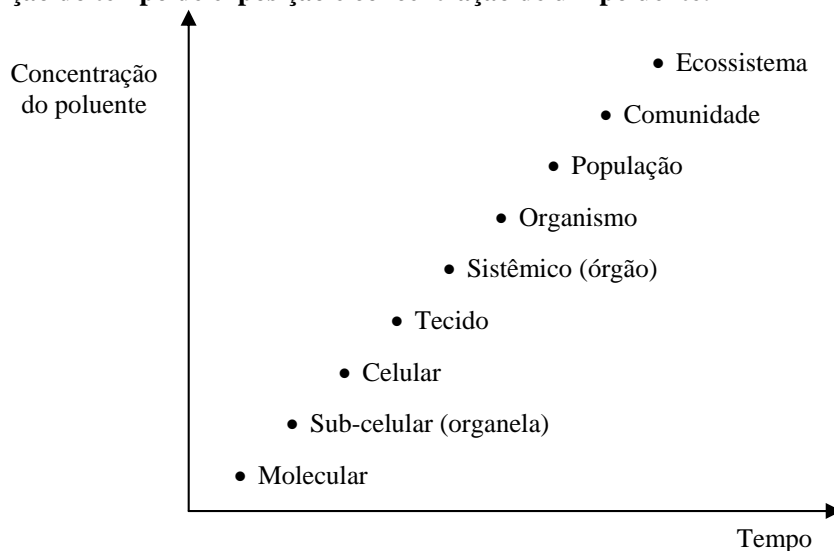 Concentração
do poluente
• Ecossistema
• Comunidade
• População
• Organismo
• Sistêmico (órgão)
• Tecido
• Celular
• Sub-celular (organela)
• Molecular
Tempo